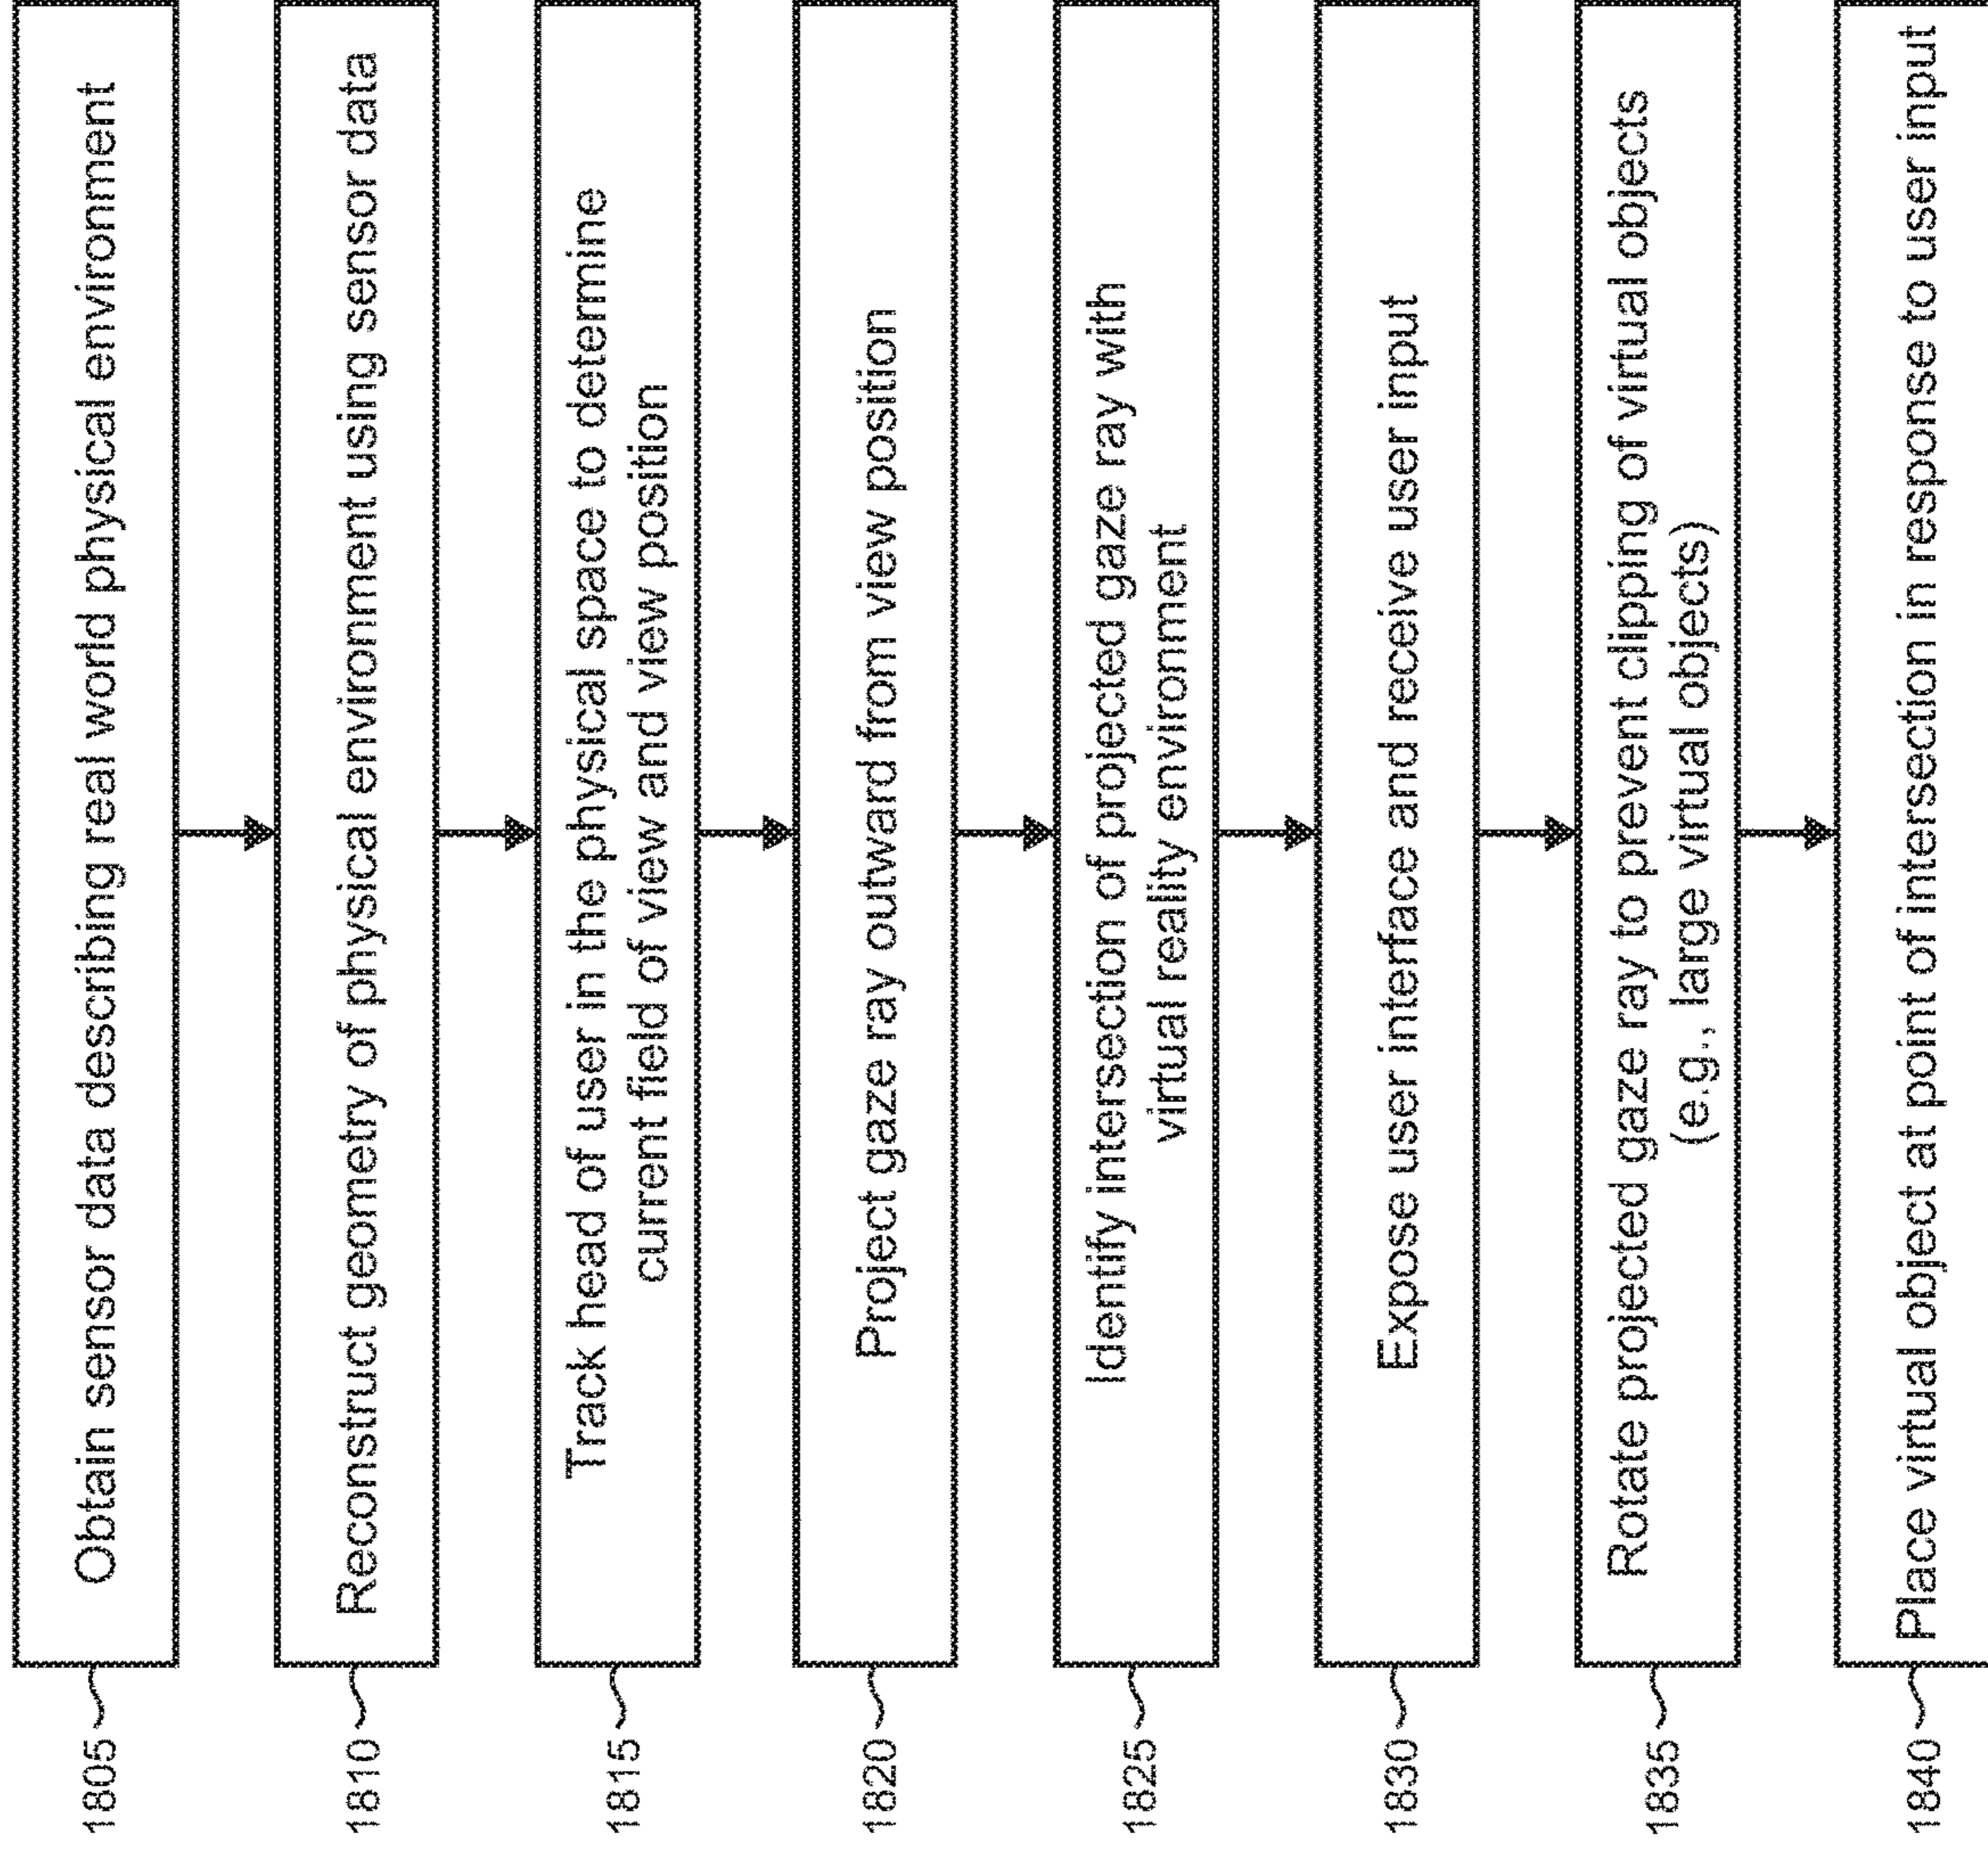 1805
Obtain sensor data describing real world physical environment
1810
Reconstruct geometry of physical environment using sensor data
1815
Track head of user in the physical space to determine
current field of view and view position
1820
Project gaze ray outward from view position
1825
Identify intersection of projected gaze ray with
virtual reality environment
1830
Expose user interface and receive user input
1835
Rotate projected gaze ray to prevent clipping of virtual objects
(e.g., large virtual objects)
1840
Place virtual object at point of intersection in response to user input